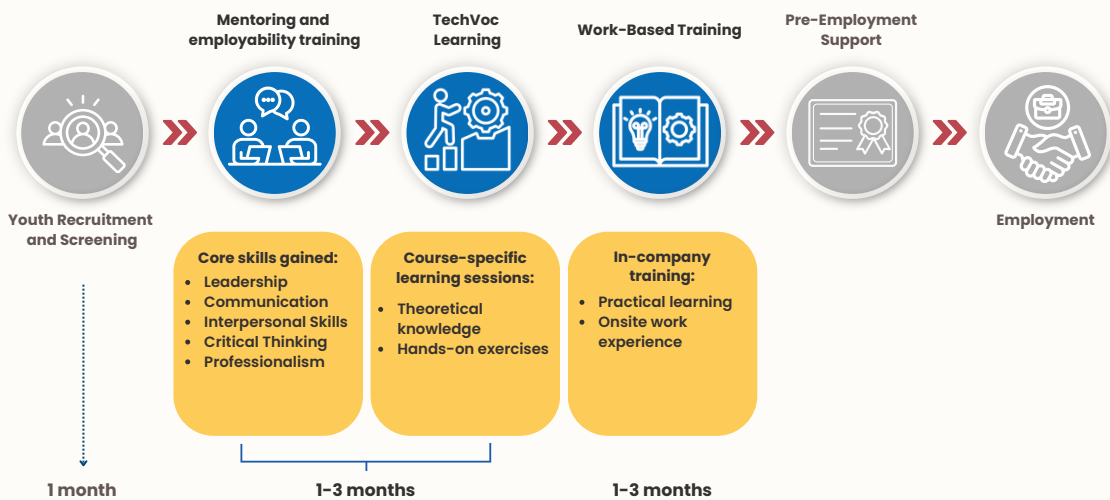 Mentoring and
employability training
TechVoc
Learning
Work-Based Training
Pre-Employment
Support
Youth Recruitment
and Screening
Employment
Core skills gained:
• Leadership
• Communication
• Interpersonal Skills
• Critical Thinking
• Professionalism
Course-specific
learning sessions:
• Theoretical
knowledge
• Hands-on exercises
In-company
training:
• Practical learning
• Onsite work
experience
1 month
1-3 months
1-3 months